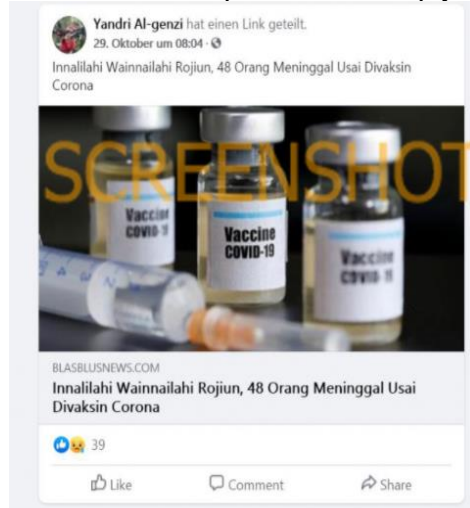 Yandri Al-genzi hat einen Link geteilt.
29. Oktober um 08:04 ·
Innalilahi Wainnailahi Rojiun, 48 Orang Meninggal Usai Divaksin
Corona
SCREENSHOT
Vaccine
COVID-19
Vaccine
COVID-19
Vaccine
COVID-19
BLASBLUSNEWS.COM
Innalilahi Wainnailahi Rojiun, 48 Orang Meninggal Usai
Divaksin Corona
39
Like
Comment
Share